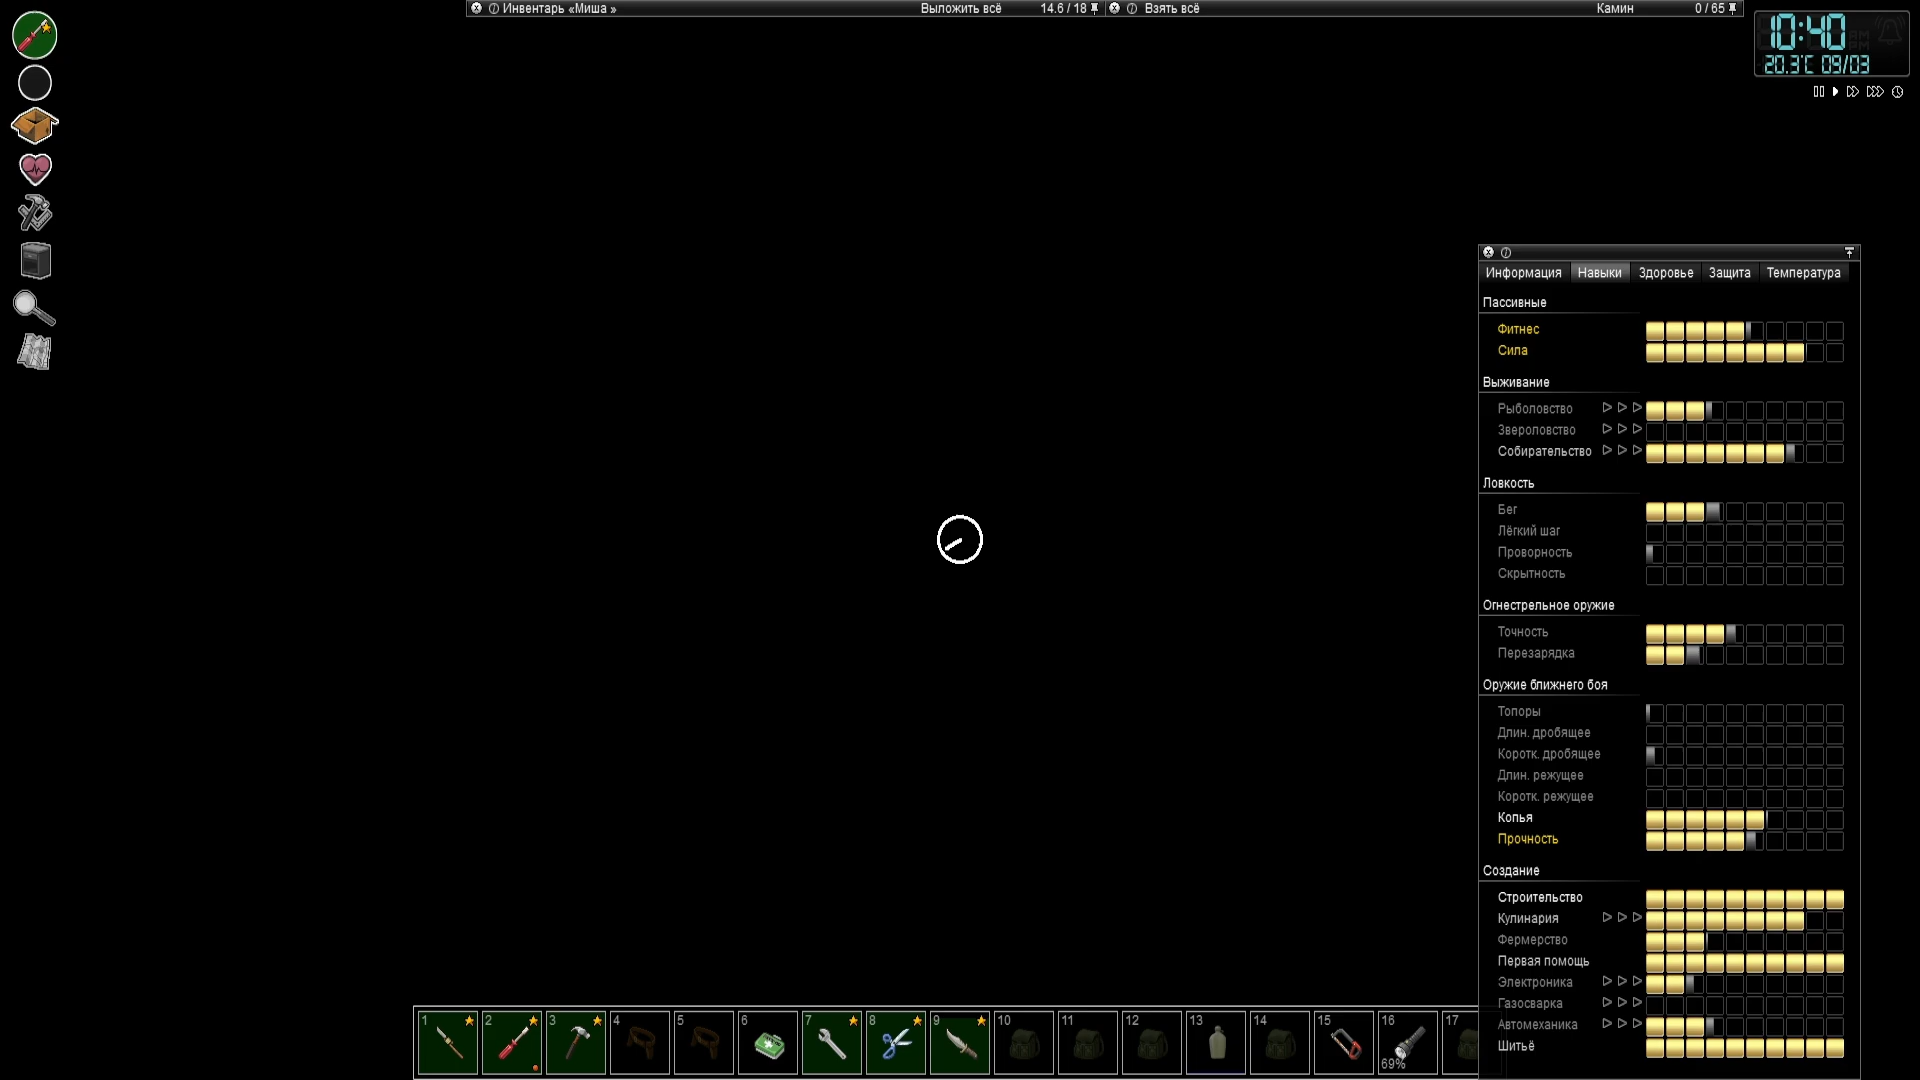 Инвентарь «Миша »
Выложить всё
14.6 / 18
Взять всё
Камин
0 / 65
10:40
AM
PM
20.3°C 09/03
Информация
Навыки
Здоровье
Защита
Температура
Пассивные
Фитнес
Сила
Выживание
Рыболовство
Звероловство
Собирательство
Ловкость
Бег
Лёгкий шаг
Проворность
Скрытность
Огнестрельное оружие
Точность
Перезарядка
Оружие ближнего боя
Топоры
Длин. дробящее
Коротк. дробящее
Длин. режущее
Коротк. режущее
Копья
Прочность
Создание
Строительство
Кулинария
Фермерство
Первая помощь
Электроника
Газосварка
Автомеханика
Шитьё
1
2
3
4
5
6
7
8
9
10
11
12
13
14
15
16
17
69%